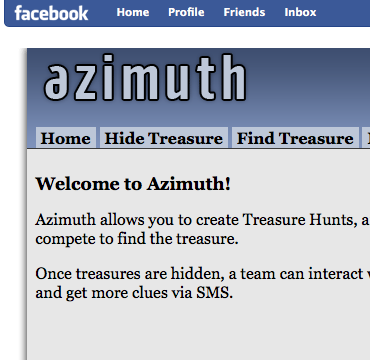 facebook Home Profile Friends Inbox
azimuth
Home Hide Treasure Find Treasure
Welcome to Azimuth!
Azimuth allows you to create Treasure Hunts, a
compete to find the treasure.
Once treasures are hidden, a team can interact
and get more clues via SMS.